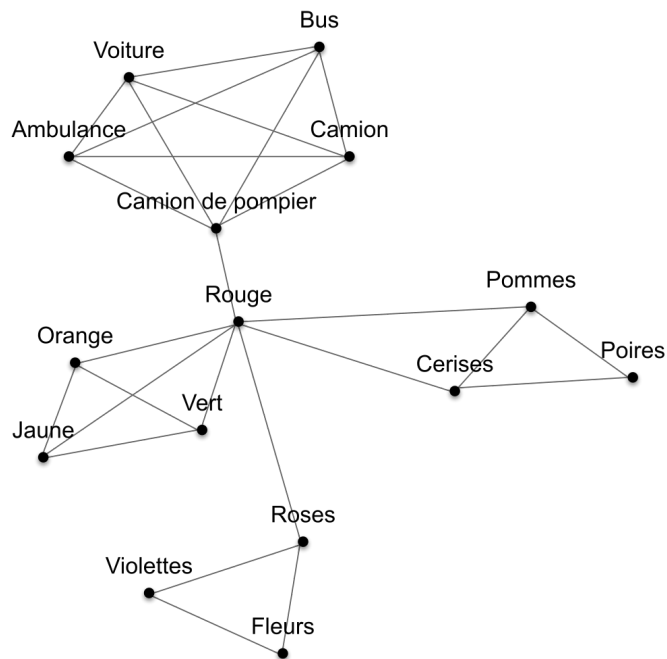 Bus
Voiture
Ambulance
Camion
Camion de pompier
Rouge
Pommes
Orange
Poires
Cerises
Vert
Jaune
Roses
Violettes
Fleurs